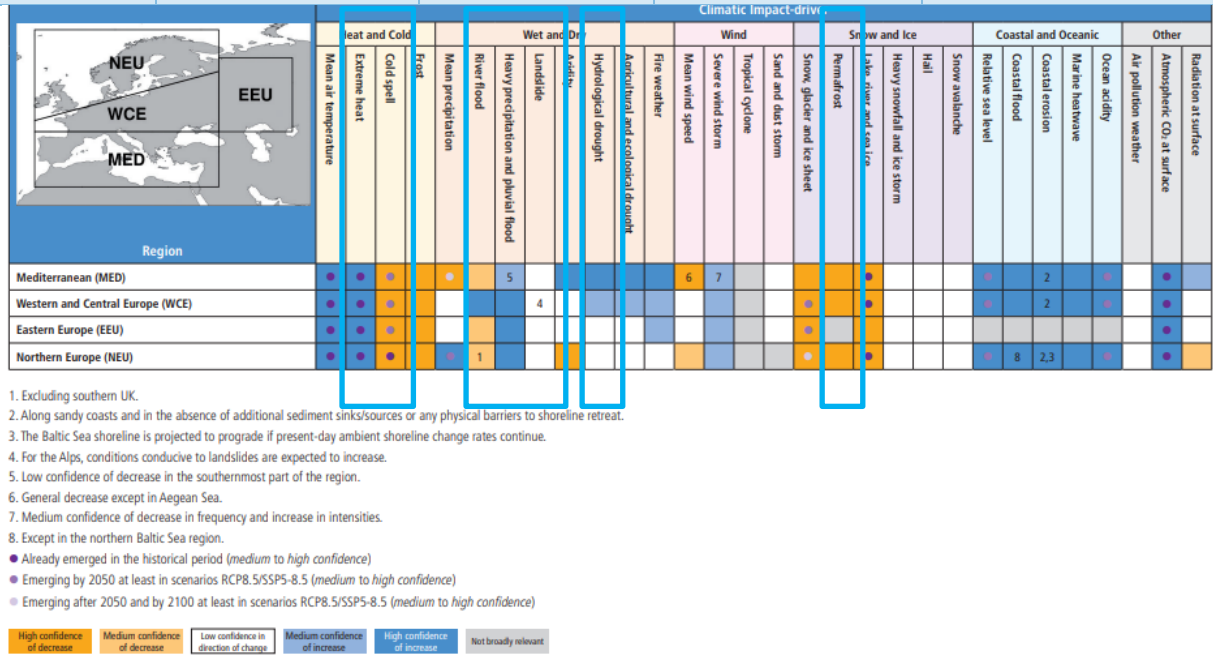 Climatic Impact-driver
Heat and Cold
Wet and Dry
Wind
Snow and Ice
Coastal and Oceanic
Other
NEU
EEU
WCE
MED
Region
Mean air temperature
Extreme heat
Cold spell
Frost
Mean precipitation
River flood
Heavy precipitation and pluvial flood
Landslide
Aridity
Hydrological drought
Agricultural and ecological drought
Fire weather
Mean wind speed
Severe wind storm
Tropical cyclone
Sand and dust storm
Snow, glacier and ice sheet
Permafrost
Lake, river and sea ice
Heavy snowfall and ice storm
Hail
Snow avalanche
Relative sea level
Coastal flood
Coastal erosion
Marine heatwave
Ocean acidity
Air pollution weather
Atmospheric CO₂ at surface
Radiation at surface
Mediterranean (MED) 5 6 7 2
Western and Central Europe (WCE) 4 2
Eastern Europe (EEU)
Northern Europe (NEU) 1 8 2,3
1. Excluding southern UK.
2. Along sandy coasts and in the absence of additional sediment sinks/sources or any physical barriers to shoreline retreat.
3. The Baltic Sea shoreline is projected to prograde if present-day ambient shoreline change rates continue.
4. For the Alps, conditions conducive to landslides are expected to increase.
5. Low confidence of decrease in the southernmost part of the region.
6. General decrease except in Aegean Sea.
7. Medium confidence of decrease in frequency and increase in intensities.
8. Except in the northern Baltic Sea region.
Already emerged in the historical period (medium to high confidence)
Emerging by 2050 at least in scenarios RCP8.5/SSP5-8.5 (medium to high confidence)
Emerging after 2050 and by 2100 at least in scenarios RCP8.5/SSP5-8.5 (medium to high confidence)
High confidence
of decrease
Medium confidence
of decrease
Low confidence in
direction of change
Medium confidence
of increase
High confidence
of increase
Not broadly relevant